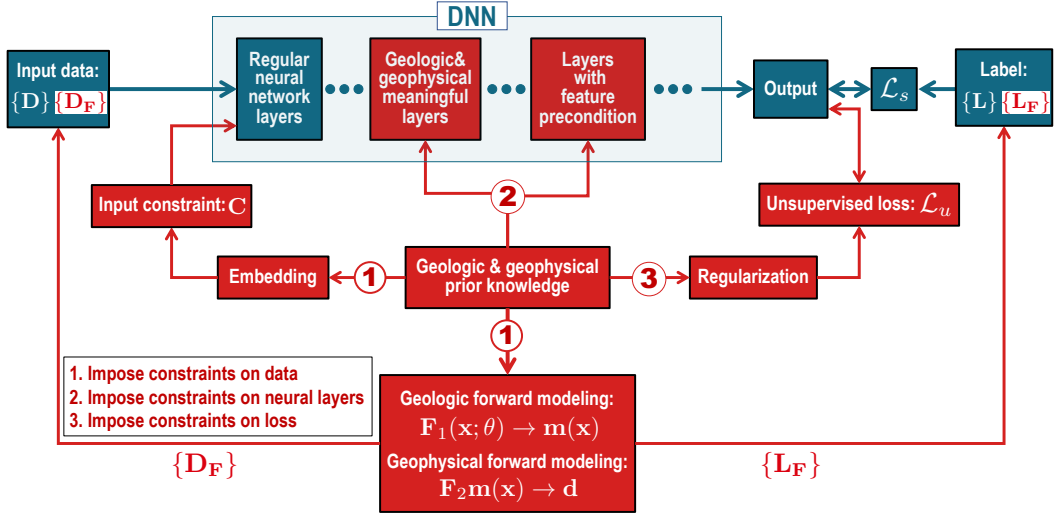 DNN
Input data:
{D} {D_F}
Regular
neural
network
layers
Geologic&
geophysical
meaningful
layers
Layers
with
feature
precondition
Output
ℒ_s
Label:
{L} {L_F}
Input constraint: C
2
Unsupervised loss: ℒ_u
Embedding
1
Geologic & geophysical
prior knowledge
3
Regularization
1
1. Impose constraints on data
2. Impose constraints on neural layers
3. Impose constraints on loss
Geologic forward modeling:
F₁(x; θ) → m(x)
Geophysical forward modeling:
F₂m(x) → d
{D_F}
{L_F}